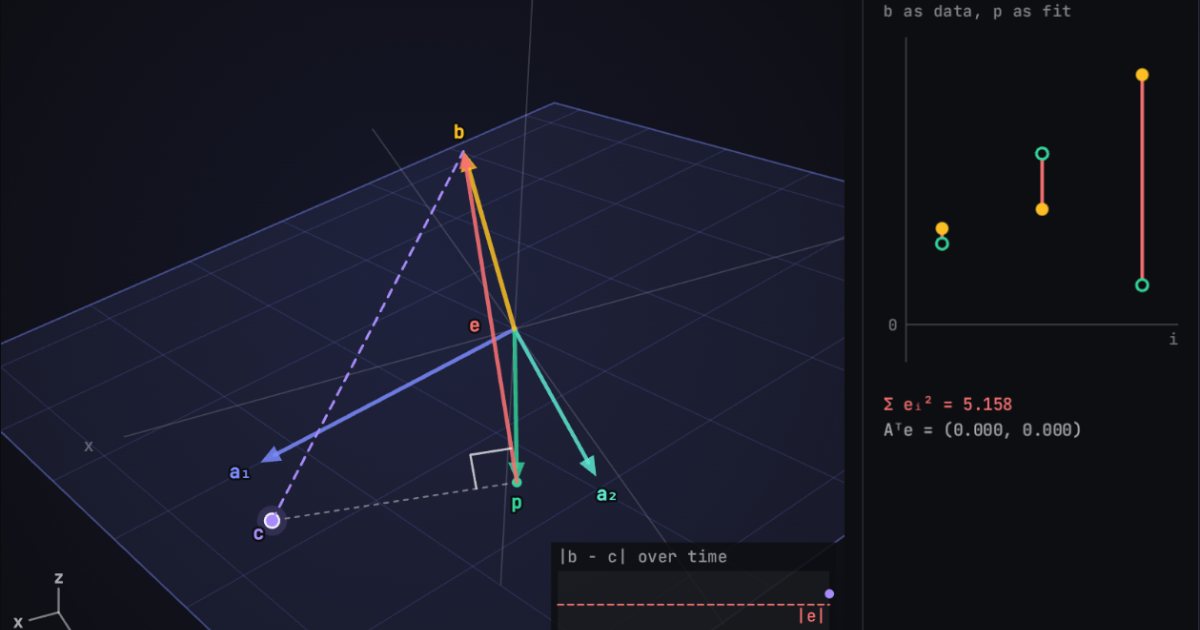 b as data, p as fit
b
e
x
a₁
a₂
p
c
0
i
Σ eᵢ² = 5.158
Aᵀe = (0.000, 0.000)
|b - c| over time
|e|
z
x